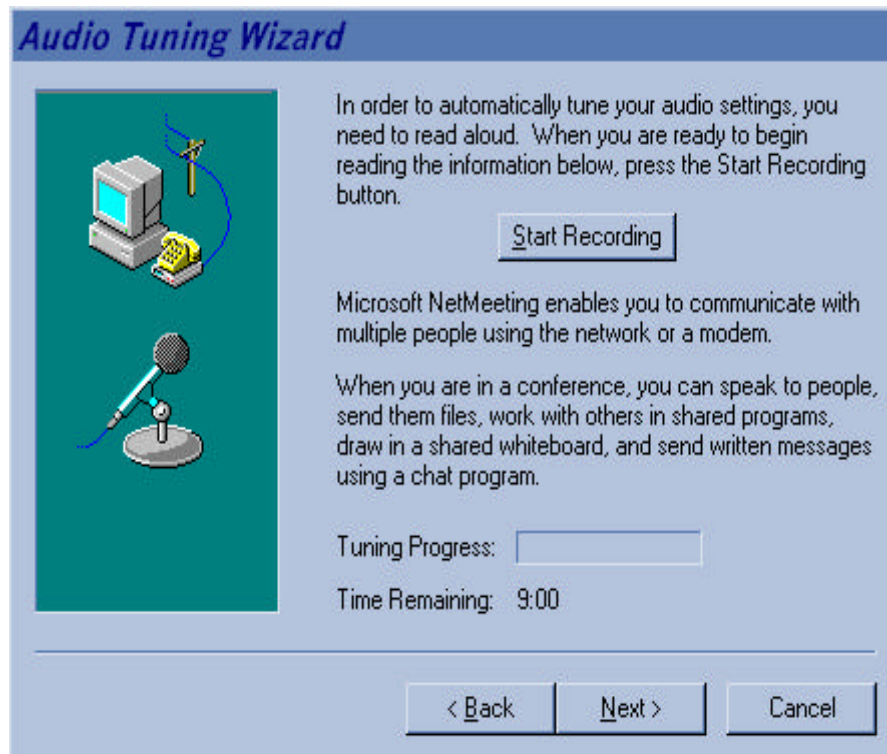 Audio Tuning Wizard
In order to automatically tune your audio settings, you
need to read aloud. When you are ready to begin
reading the information below, press the Start Recording
button.
Start Recording
Microsoft NetMeeting enables you to communicate with
multiple people using the network or a modem.
When you are in a conference, you can speak to people,
send them files, work with others in shared programs,
draw in a shared whiteboard, and send written messages
using a chat program.
Tuning Progress:
Time Remaining: 9:00
< Back Next > Cancel